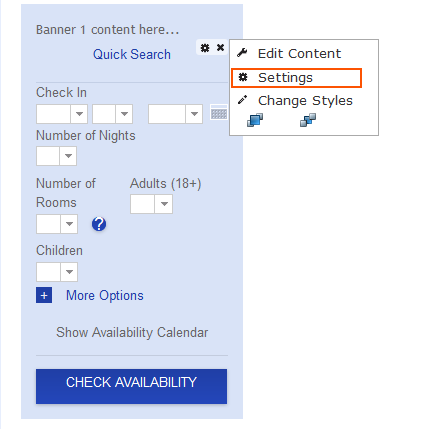 Banner 1 content here...
Quick Search
Edit Content
Settings
Change Styles
Check In
Number of Nights
Number of Rooms
Adults (18+)
?
Children
+ More Options
Show Availability Calendar
CHECK AVAILABILITY